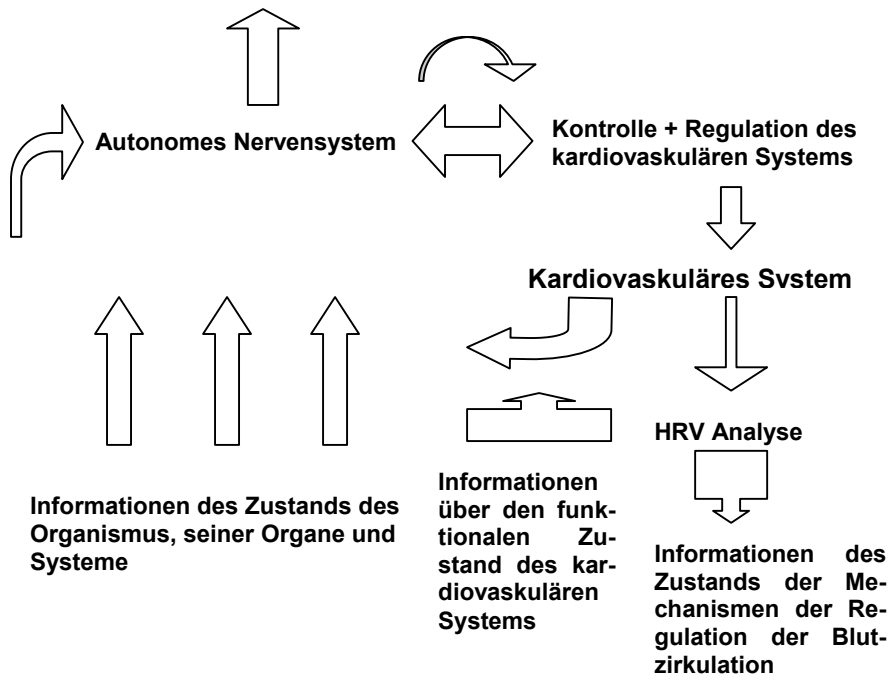 Autonomes Nervensystem
Kontrolle + Regulation des
kardiovaskulären Systems
Kardiovaskuläres Svstem
HRV Analyse
Informationen des Zustands des
Organismus, seiner Organe und
Systeme
Informationen
über den funk-
tionalen Zu-
stand des kar-
diovaskulären
Systems
Informationen des
Zustands der Me-
chanismen der Re-
gulation der Blut-
zirkulation